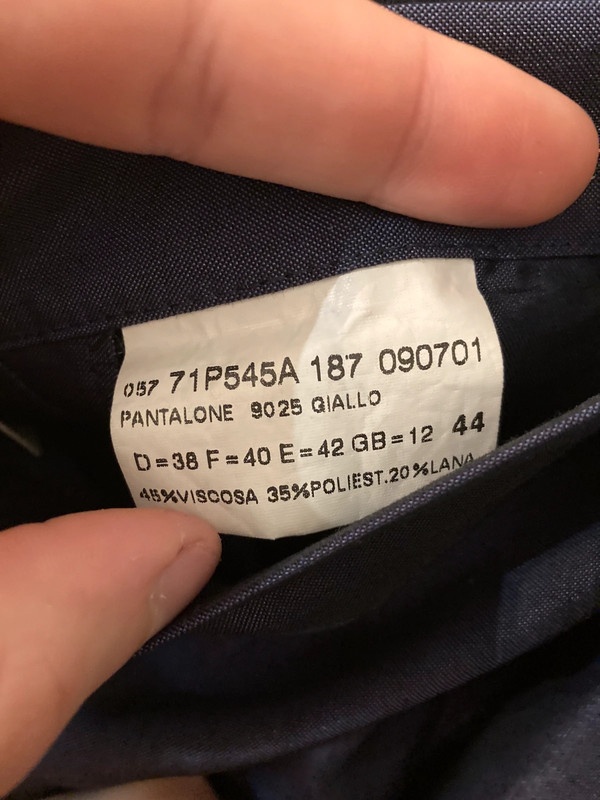 057 71P545A 187 090701
PANTALONE 9025 GIALLO
D=38 F=40 E=42 GB=12 44
45%VISCOSA 35%POLIEST.20%LANA